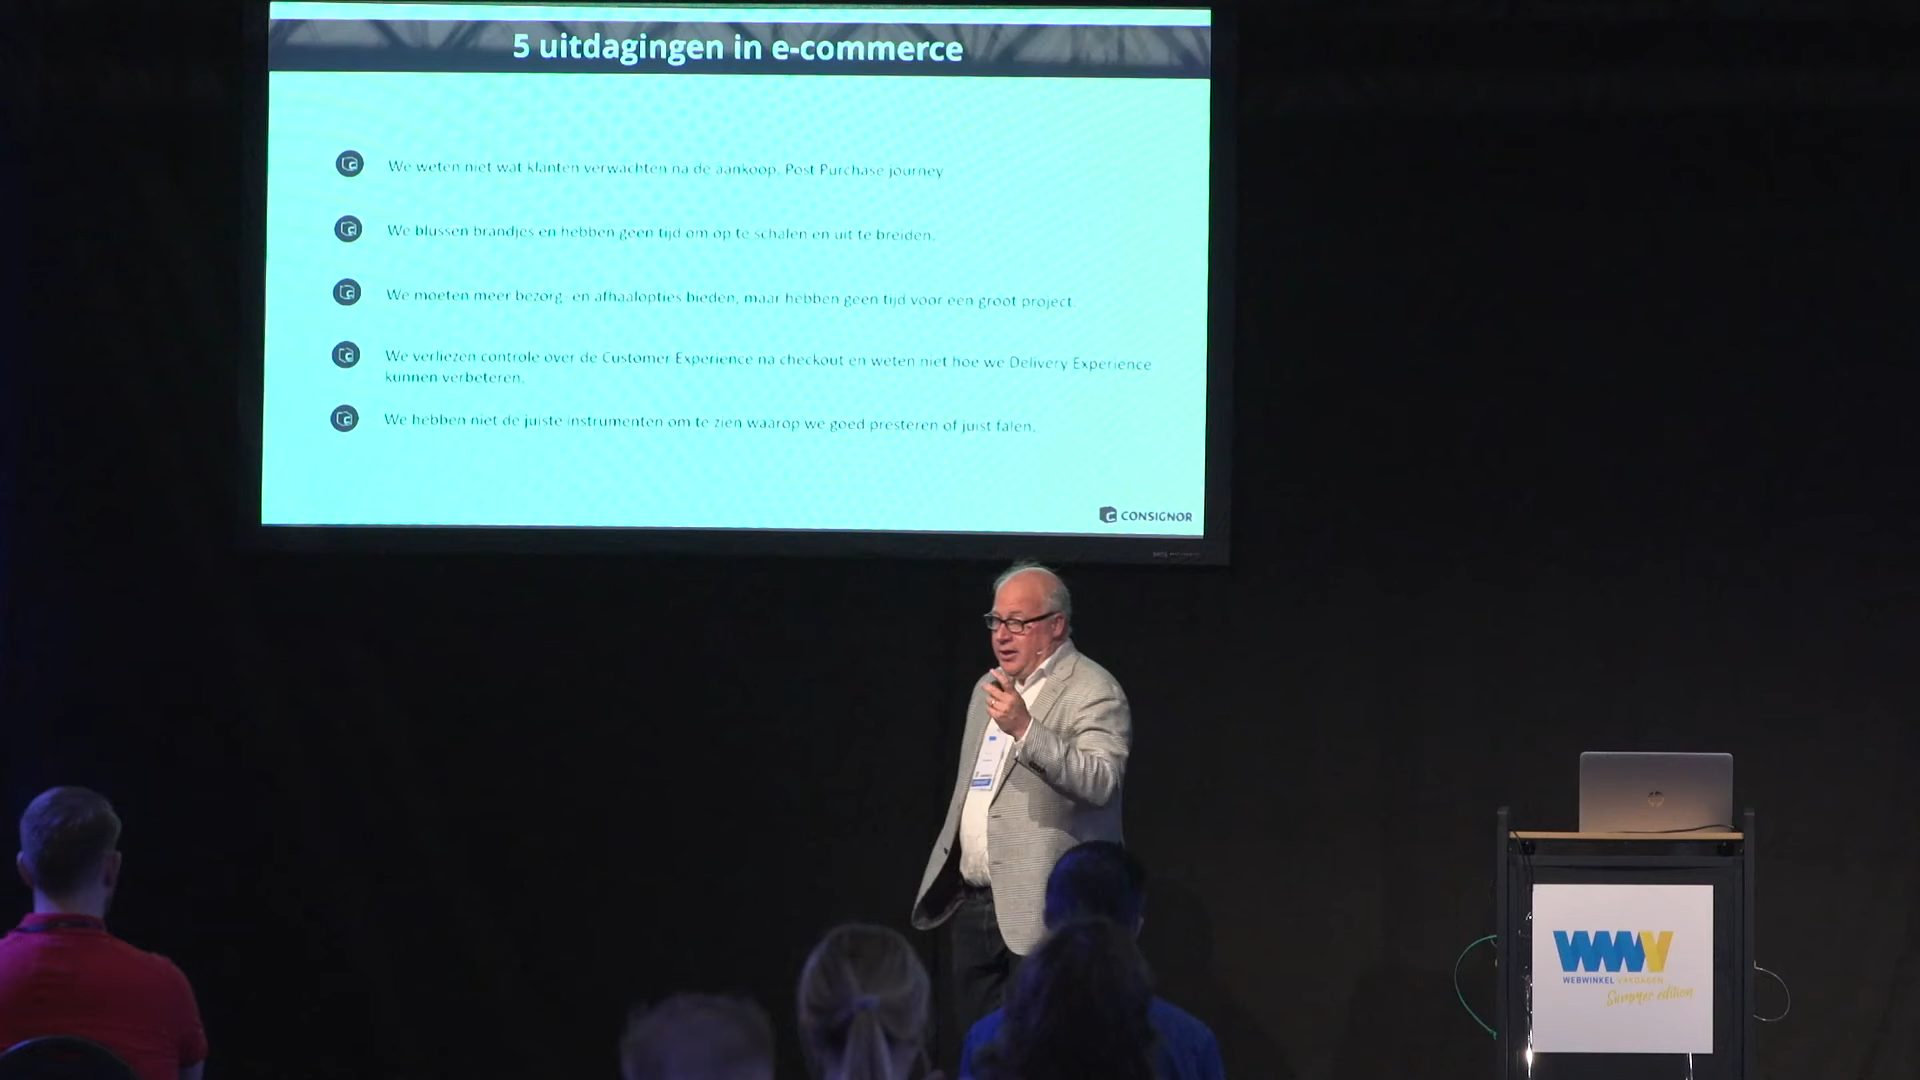 5 uitdagingen in e-commerce
We weten niet wat klanten verwachten na de aankoop. Post Purchase journey
We blussen brandjes en hebben geen tijd om op te schalen en uit te breiden.
We moeten meer bezorg- en afhaalopties bieden, maar hebben geen tijd voor een groot project.
We verliezen controle over de Customer Experience na checkout en weten niet hoe we Delivery Experience
kunnen verbeteren.
We hebben niet de juiste instrumenten om te zien waarop we goed presteren of juist falen.
CONSIGNOR
hp
WWV
WEBWINKEL VAKDAGEN
Summer edition